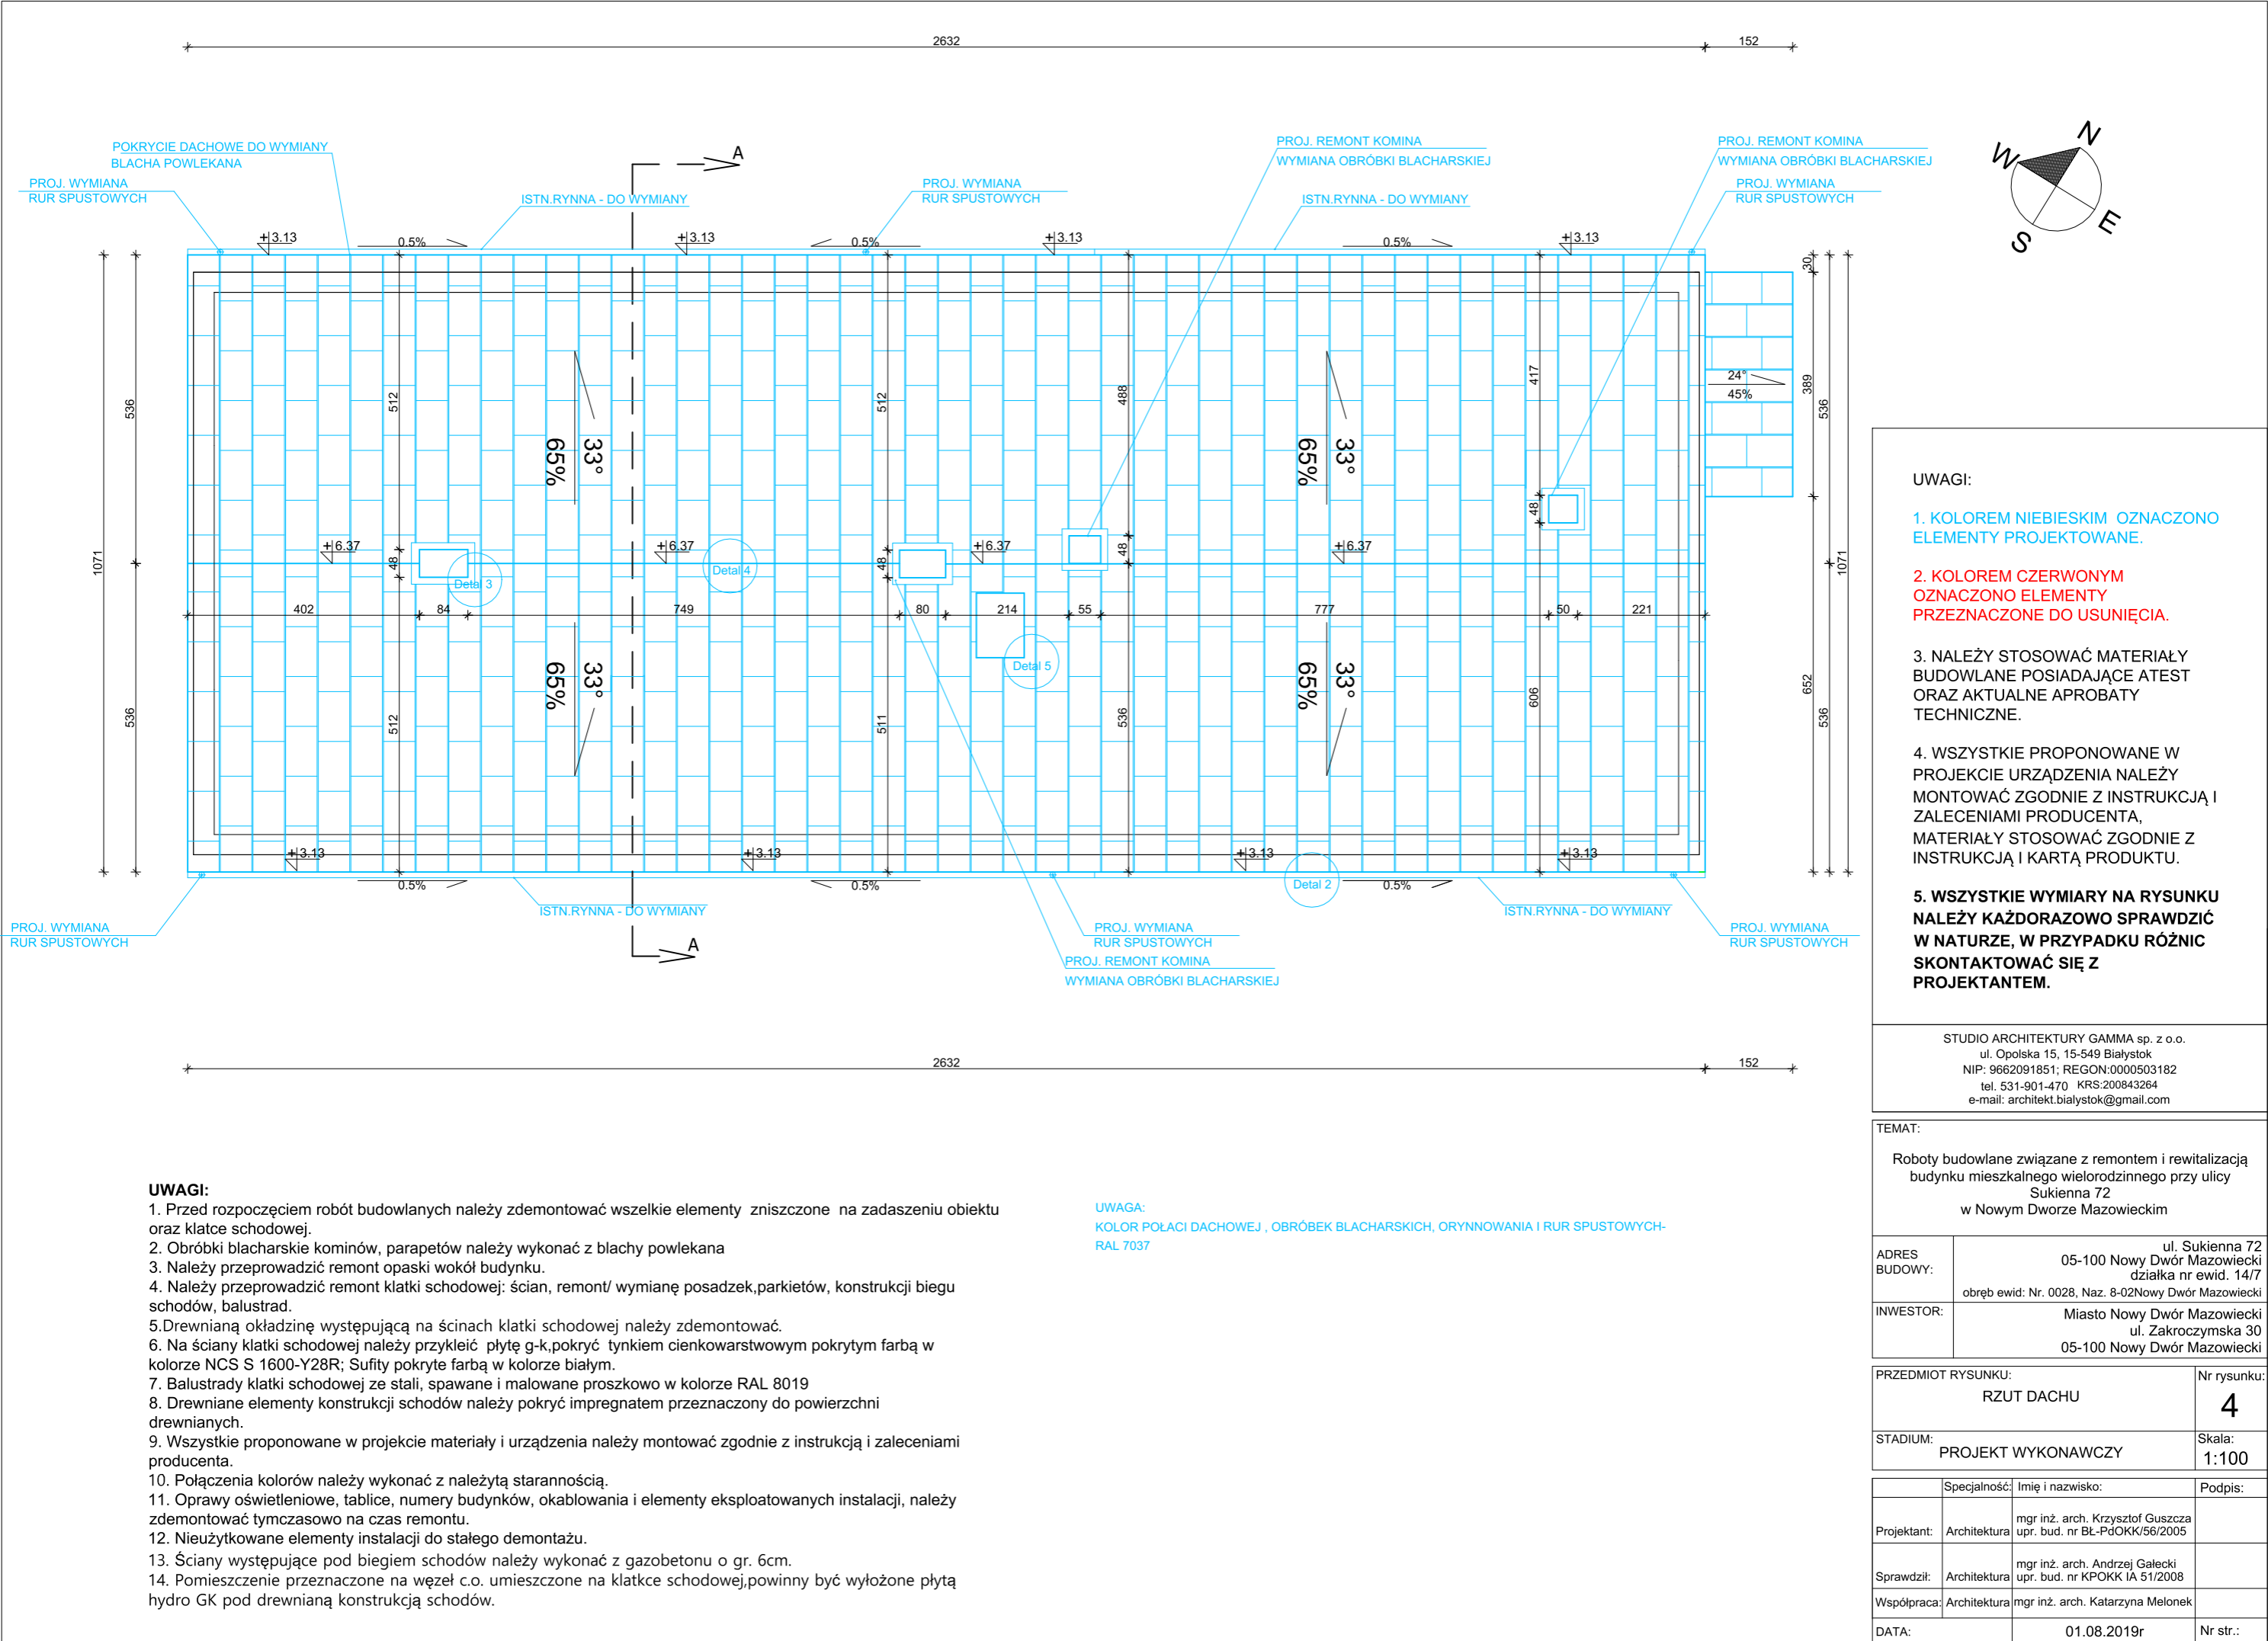 2632
152
POKRYCIE DACHOWE DO WYMIANY
BLACHA POWLEKANA
PROJ. WYMIANA
RUR SPUSTOWYCH
A
ISTN.RYNNA - DO WYMIANY
PROJ. WYMIANA
RUR SPUSTOWYCH
PROJ. REMONT KOMINA
WYMIANA OBRÓBKI BLACHARSKIEJ
ISTN.RYNNA - DO WYMIANY
PROJ. REMONT KOMINA
WYMIANA OBRÓBKI BLACHARSKIEJ
PROJ. WYMIANA
RUR SPUSTOWYCH
N
W
E
S
+3.13
0.5%
+3.13
0.5%
+3.13
0.5%
+3.13
30
536
512
512
488
417
24°
45%
389
536
65%
33°
65%
33°
1071
+6.37
48
Detal 3
+6.37
Detal 4
48
+6.37
48
+6.37
48
1071
402
84
749
80
214
55
777
50
221
Detal 5
536
512
65%
33°
511
536
65%
33°
606
652
536
+3.13
0.5%
+3.13
0.5%
+3.13
Detal 2
0.5%
+3.13
ISTN.RYNNA - DO WYMIANY
ISTN.RYNNA - DO WYMIANY
PROJ. WYMIANA
RUR SPUSTOWYCH
A
PROJ. WYMIANA
RUR SPUSTOWYCH
PROJ. REMONT KOMINA
WYMIANA OBRÓBKI BLACHARSKIEJ
PROJ. WYMIANA
RUR SPUSTOWYCH
2632
152
UWAGI:
1. KOLOREM NIEBIESKIM OZNACZONO
ELEMENTY PROJEKTOWANE.
2. KOLOREM CZERWONYM
OZNACZONO ELEMENTY
PRZEZNACZONE DO USUNIĘCIA.
3. NALEŻY STOSOWAĆ MATERIAŁY
BUDOWLANE POSIADAJĄCE ATEST
ORAZ AKTUALNE APROBATY
TECHNICZNE.
4. WSZYSTKIE PROPONOWANE W
PROJEKCIE URZĄDZENIA NALEŻY
MONTOWAĆ ZGODNIE Z INSTRUKCJĄ I
ZALECENIAMI PRODUCENTA,
MATERIAŁY STOSOWAĆ ZGODNIE Z
INSTRUKCJĄ I KARTĄ PRODUKTU.
5. WSZYSTKIE WYMIARY NA RYSUNKU
NALEŻY KAŻDORAZOWO SPRAWDZIĆ
W NATURZE, W PRZYPADKU RÓŻNIC
SKONTAKTOWAĆ SIĘ Z
PROJEKTANTEM.
STUDIO ARCHITEKTURY GAMMA sp. z o.o.
ul. Opolska 15, 15-549 Białystok
NIP: 9662091851; REGON:0000503182
tel. 531-901-470 KRS:200843264
e-mail: architekt.bialystok@gmail.com
TEMAT:
Roboty budowlane związane z remontem i rewitalizacją
budynku mieszkalnego wielorodzinnego przy ulicy
Sukienna 72
w Nowym Dworze Mazowieckim
ADRES
BUDOWY:
ul. Sukienna 72
05-100 Nowy Dwór Mazowiecki
działka nr ewid. 14/7
obręb ewid: Nr. 0028, Naz. 8-02Nowy Dwór Mazowiecki
INWESTOR:
Miasto Nowy Dwór Mazowiecki
ul. Zakroczymska 30
05-100 Nowy Dwór Mazowiecki
PRZEDMIOT RYSUNKU:
RZUT DACHU
Nr rysunku:
4
STADIUM:
PROJEKT WYKONAWCZY
Skala:
1:100
Specjalność: Imię i nazwisko: Podpis:
Projektant: Architektura mgr inż. arch. Krzysztof Guszcza
upr. bud. nr BŁ-PdOKK/56/2005
Sprawdził: Architektura mgr inż. arch. Andrzej Gałecki
upr. bud. nr KPOKK IA 51/2008
Współpraca: Architektura mgr inż. arch. Katarzyna Melonek
DATA: 01.08.2019r Nr str.:
UWAGI:
1. Przed rozpoczęciem robót budowlanych należy zdemontować wszelkie elementy zniszczone na zadaszeniu obiektu
oraz klatce schodowej.
2. Obróbki blacharskie kominów, parapetów należy wykonać z blachy powlekana
3. Należy przeprowadzić remont opaski wokół budynku.
4. Należy przeprowadzić remont klatki schodowej: ścian, remont/ wymianę posadzek,parkietów, konstrukcji biegu
schodów, balustrad.
5.Drewnianą okładzinę występującą na ścinach klatki schodowej należy zdemontować.
6. Na ściany klatki schodowej należy przykleić płytę g-k,pokryć tynkiem cienkowarstwowym pokrytym farbą w
kolorze NCS S 1600-Y28R; Sufity pokryte farbą w kolorze białym.
7. Balustrady klatki schodowej ze stali, spawane i malowane proszkowo w kolorze RAL 8019
8. Drewniane elementy konstrukcji schodów należy pokryć impregnatem przeznaczony do powierzchni
drewnianych.
9. Wszystkie proponowane w projekcie materiały i urządzenia należy montować zgodnie z instrukcją i zaleceniami
producenta.
10. Połączenia kolorów należy wykonać z należytą starannością.
11. Oprawy oświetleniowe, tablice, numery budynków, okablowania i elementy eksploatowanych instalacji, należy
zdemontować tymczasowo na czas remontu.
12. Nieużytkowane elementy instalacji do stałego demontażu.
13. Ściany występujące pod biegiem schodów należy wykonać z gazobetonu o gr. 6cm.
14. Pomieszczenie przeznaczone na węzeł c.o. umieszczone na klatkce schodowej,powinny być wyłożone płytą
hydro GK pod drewnianą konstrukcją schodów.
UWAGA:
KOLOR POŁACI DACHOWEJ , OBRÓBEK BLACHARSKICH, ORYNNOWANIA I RUR SPUSTOWYCH-
RAL 7037